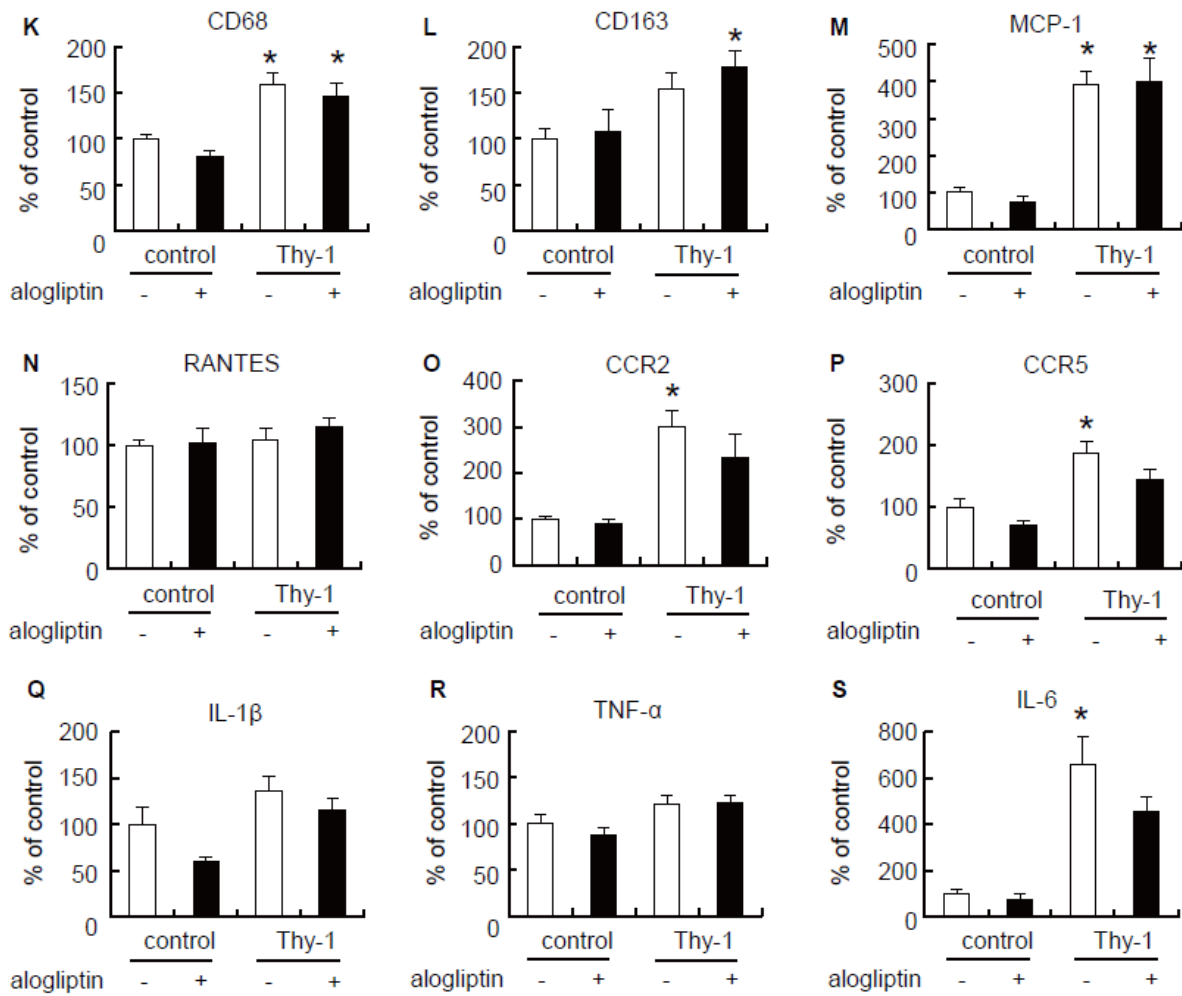 K CD68
200
150
100
50
0
% of control
*
*
control Thy-1
alogliptin - + - +
L CD163
200
150
100
50
0
% of control
*
control Thy-1
alogliptin - + - +
M MCP-1
500
400
300
200
100
0
% of control
*
*
control Thy-1
alogliptin - + - +
N RANTES
150
100
50
0
% of control
control Thy-1
alogliptin - + - +
O CCR2
400
300
200
100
0
% of control
*
control Thy-1
alogliptin - + - +
P CCR5
300
200
100
0
% of control
*
control Thy-1
alogliptin - + - +
Q IL-1β
200
150
100
50
0
% of control
control Thy-1
alogliptin - + - +
R TNF-α
200
150
100
50
0
% of control
control Thy-1
alogliptin - + - +
S IL-6
800
600
400
200
0
% of control
*
control Thy-1
alogliptin - + - +